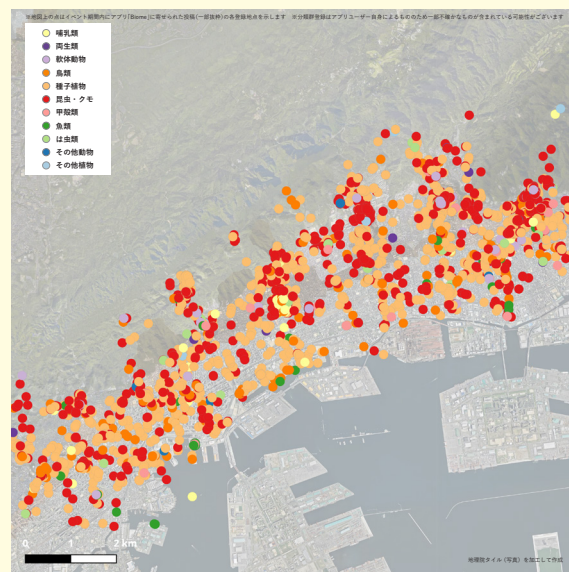 ※地図上の点はイベント期間内にアプリ「Biome」に寄せられた投稿(一部抜粋)の各登録地点を示します　※分類群登録はアプリユーザー自身によるもののため一部不確かなものが含まれている可能性がございます
哺乳類
両生類
軟体動物
鳥類
種子植物
昆虫・クモ
甲殻類
魚類
は虫類
その他動物
その他植物
0 1 2 km
地理院タイル（写真）を加工して作成